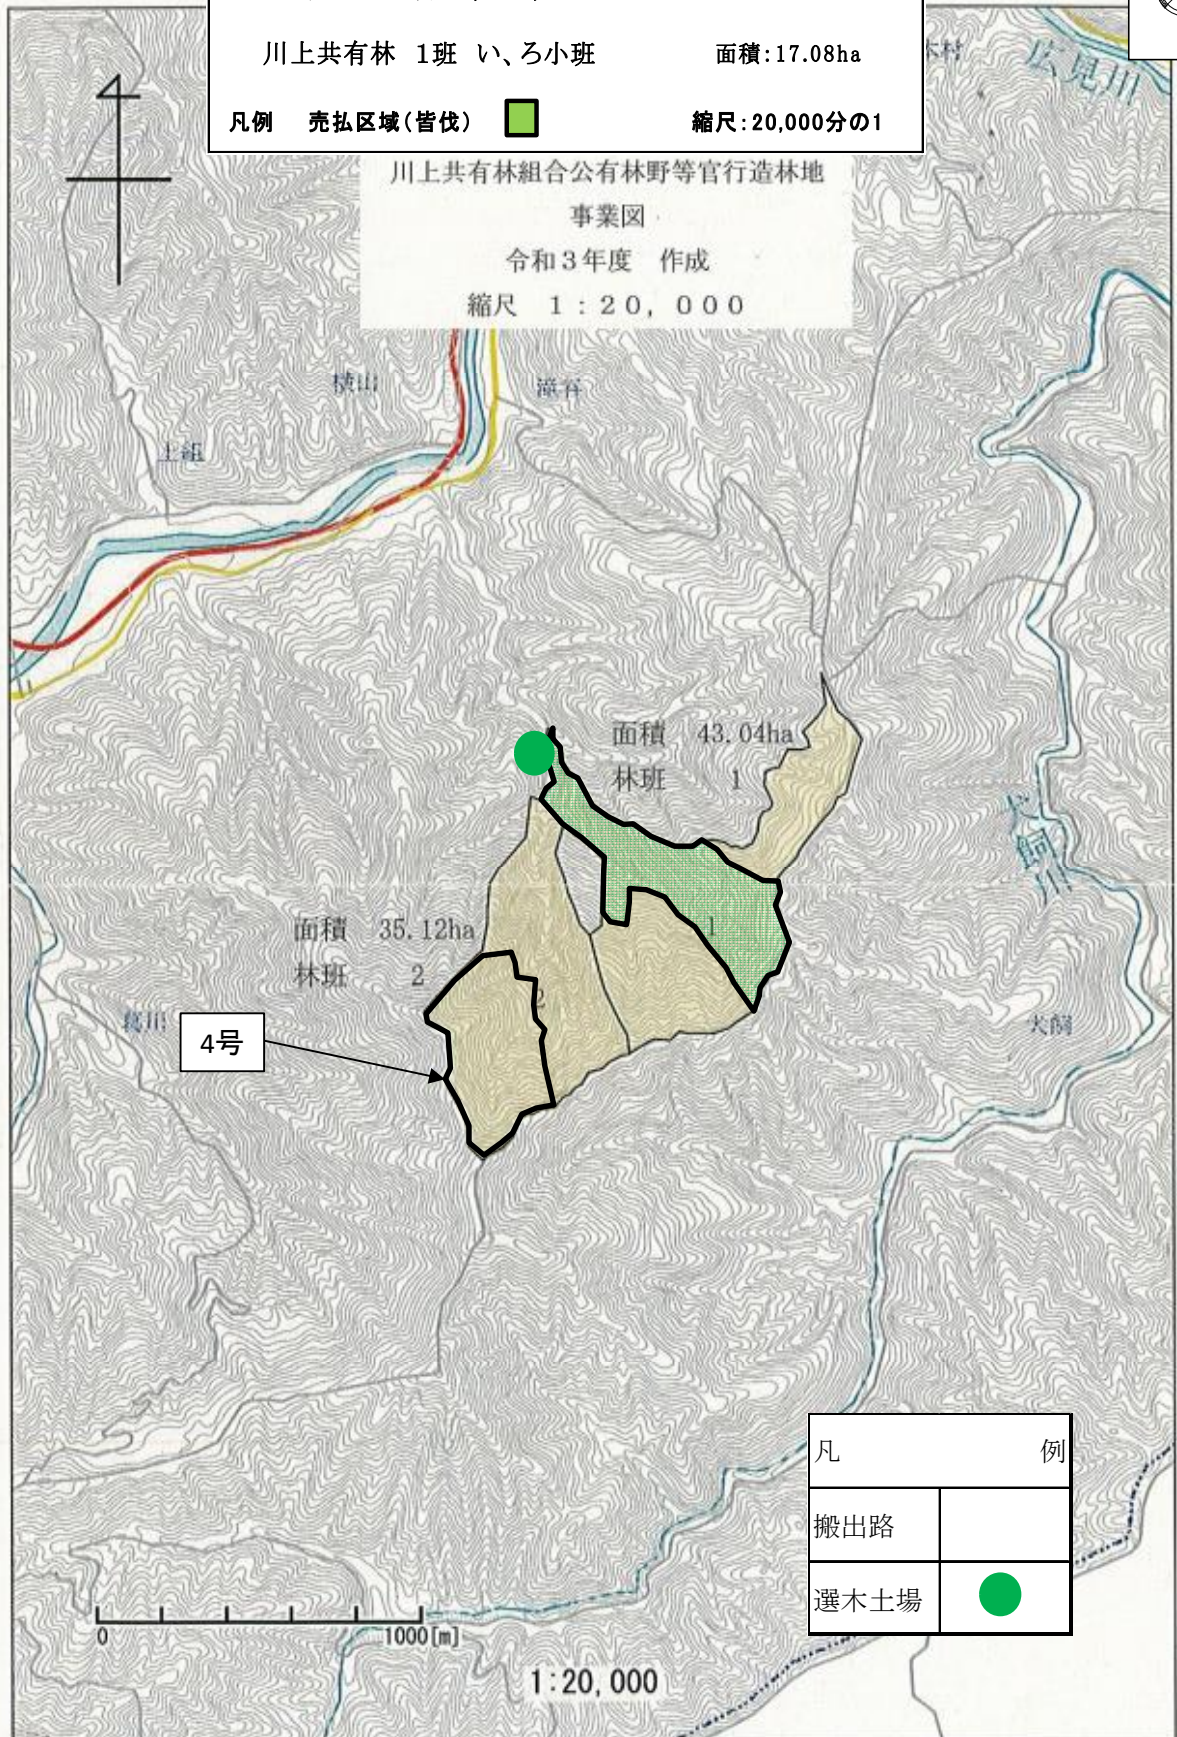 川上共有林 1班 い、ろ小班 面積:17.08ha
凡例 売払区域(皆伐) 縮尺:20,000分の1
川上共有林組合公有林野等官行造林地
事業図
令和3年度 作成
縮尺 1:20,000
広見川
横山
滝谷
上組
面積 43.04ha
林班 1
犬飼川
1
面積 35.12ha
林班 2
2
葛川
4号
犬飼
凡例
搬出路
選木土場
0 1000[m]
1:20,000